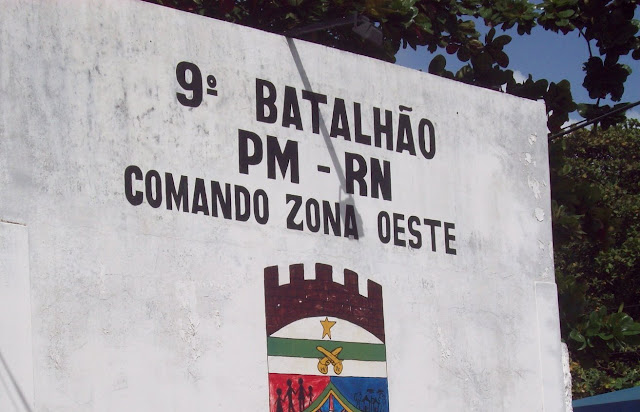 9º BATALHÃO
PM - RN
COMANDO ZONA OESTE